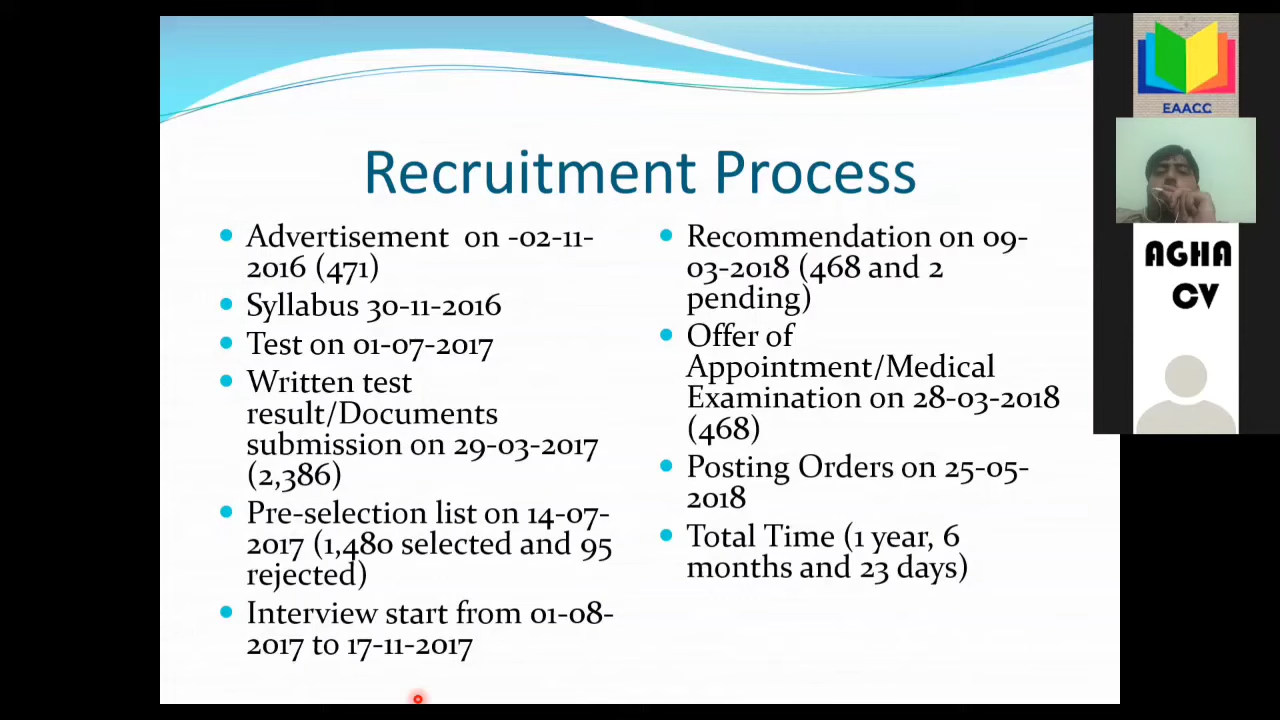 Recruitment Process
Advertisement on -02-11-
2016 (471)
Syllabus 30-11-2016
Test on 01-07-2017
Written test
result/Documents
submission on 29-03-2017
(2,386)
Pre-selection list on 14-07-
2017 (1,480 selected and 95
rejected)
Interview start from 01-08-
2017 to 17-11-2017
Recommendation on 09-
03-2018 (468 and 2
pending)
Offer of
Appointment/Medical
Examination on 28-03-2018
(468)
Posting Orders on 25-05-
2018
Total Time (1 year, 6
months and 23 days)
EAACC
AGHA
CV